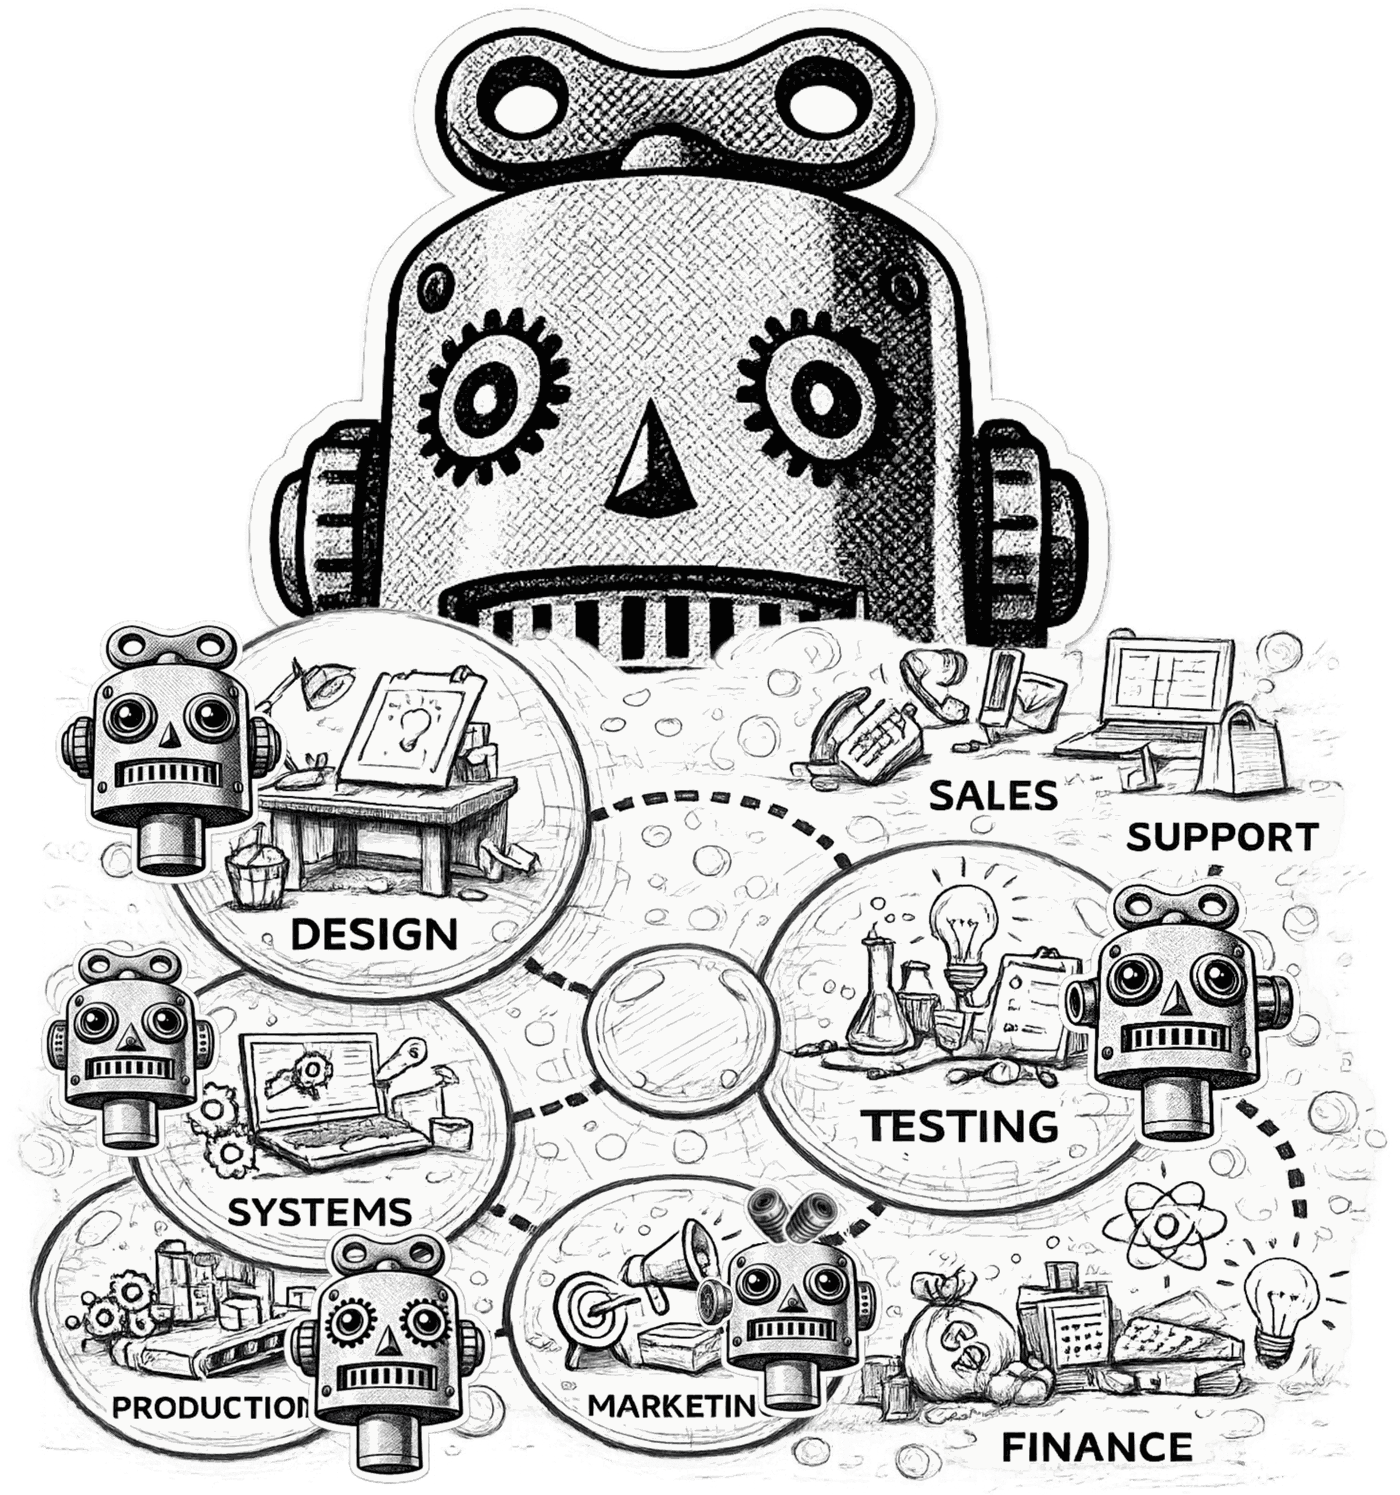 SALES
SUPPORT
DESIGN
TESTING
SYSTEMS
PRODUCTION
MARKETIN
FINANCE